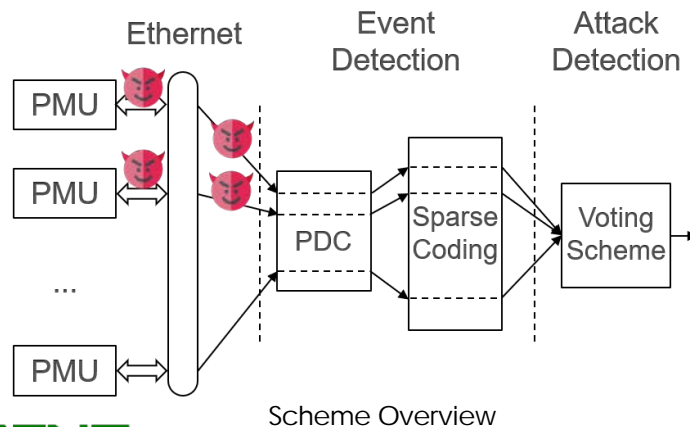 Ethernet
Event
Detection
Attack
Detection
PMU
PMU
...
PMU
PDC
Sparse
Coding
Voting
Scheme
Scheme Overview